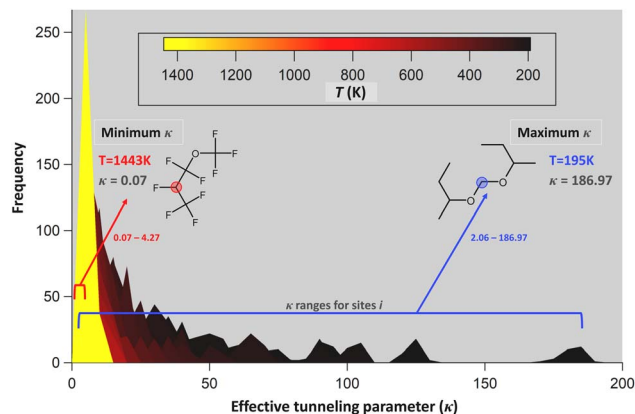 250
200
150
100
50
0
Frequency
1400 1200 1000 800 600 400 200
T (K)
Minimum κ
T=1443K
κ = 0.07
O
F
F
F
F
F
F
F
F
F
F
0.07 – 4.27
Maximum κ
T=195K
κ = 186.97
O
O
2.06 – 186.97
κ ranges for sites i
0 50 100 150 200
Effective tunneling parameter (κ)